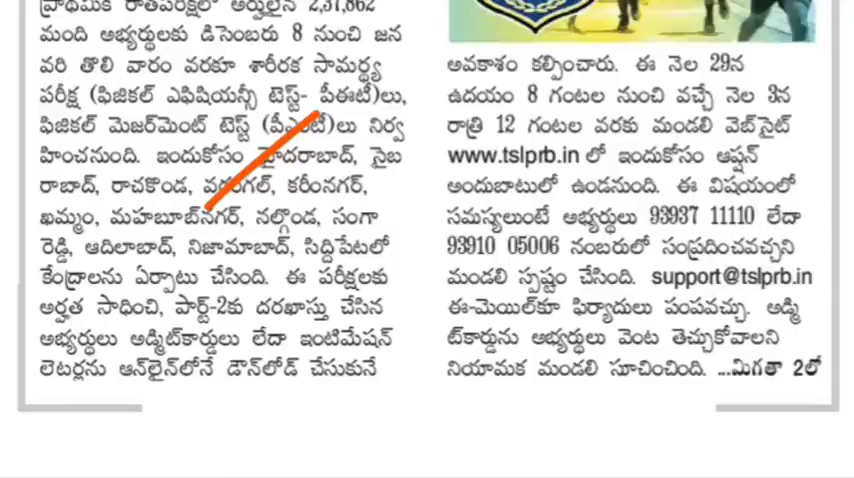 ప్రాథమిక రాతపరీక్షలో అర్హులైన 2,37,862
మంది అభ్యర్థులకు డిసెంబరు 8 నుంచి జన
వరి తొలి వారం వరకూ శారీరక సామర్థ్య
పరీక్ష (ఫిజికల్ ఎఫిషియన్సీ టెస్ట్- పీఈటీ)లు,
ఫిజికల్ మెజర్‌మెంట్ టెస్ట్ (పీఎంటీ)లు నిర్వ
హించనుంది. ఇందుకోసం హైదరాబాద్, సైబ
రాబాద్, రాచకొండ, వరంగల్, కరీంనగర్,
ఖమ్మం, మహబూబ్‌నగర్, నల్గొండ, సంగా
రెడ్డి, ఆదిలాబాద్, నిజామాబాద్, సిద్దిపేటలో
కేంద్రాలను ఏర్పాటు చేసింది. ఈ పరీక్షలకు
అర్హత సాధించి, పార్ట్-2కు దరఖాస్తు చేసిన
అభ్యర్థులు అడ్మిట్‌కార్డులు లేదా ఇంటిమేషన్
లెటర్లను ఆన్‌లైన్‌లోనే డౌన్‌లోడ్ చేసుకునే
అవకాశం కల్పించారు. ఈ నెల 29న
ఉదయం 8 గంటల నుంచి వచ్చే నెల 3న
రాత్రి 12 గంటల వరకు మండలి వెబ్‌సైట్
www.tslprb.in లో ఇందుకోసం ఆప్షన్
అందుబాటులో ఉండనుంది. ఈ విషయంలో
సమస్యలుంటే అభ్యర్థులు 93937 11110 లేదా
93910 05006 నంబరులో సంప్రదించవచ్చని
మండలి స్పష్టం చేసింది. support@tslprb.in
ఈ-మెయిల్‌కూ ఫిర్యాదులు పంపవచ్చు. అడ్మి
ట్‌కార్డును అభ్యర్థులు వెంట తెచ్చుకోవాలని
నియామక మండలి సూచించింది. ...మిగతా 2లో